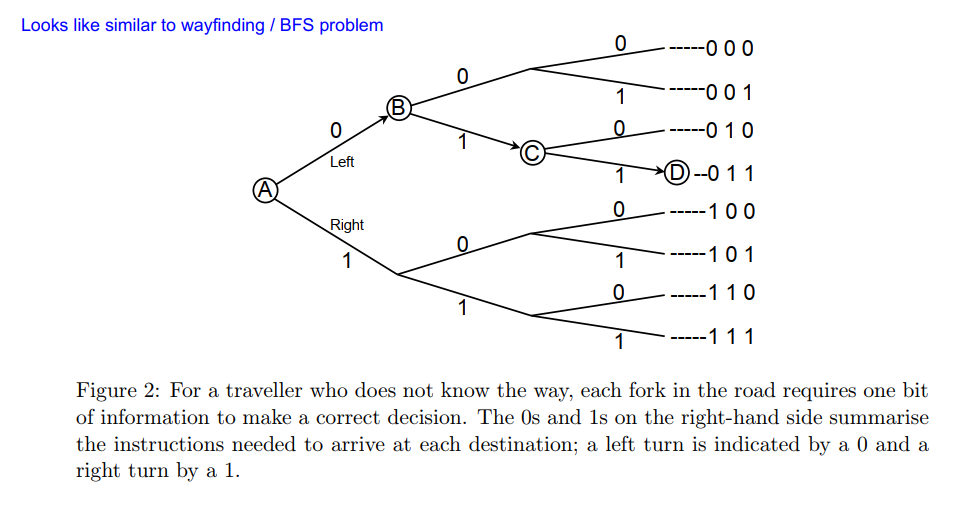 Looks like similar to wayfinding / BFS problem
0 -----0 0 0
0
1 -----0 0 1
B
0 0 -----0 1 0
Left 1 C
1 D --0 1 1
A
Right 0 -----1 0 0
0
1 1 -----1 0 1
0 -----1 1 0
1
1 -----1 1 1
Figure 2: For a traveller who does not know the way, each fork in the road requires one bit
of information to make a correct decision. The 0s and 1s on the right-hand side summarise
the instructions needed to arrive at each destination; a left turn is indicated by a 0 and a
right turn by a 1.